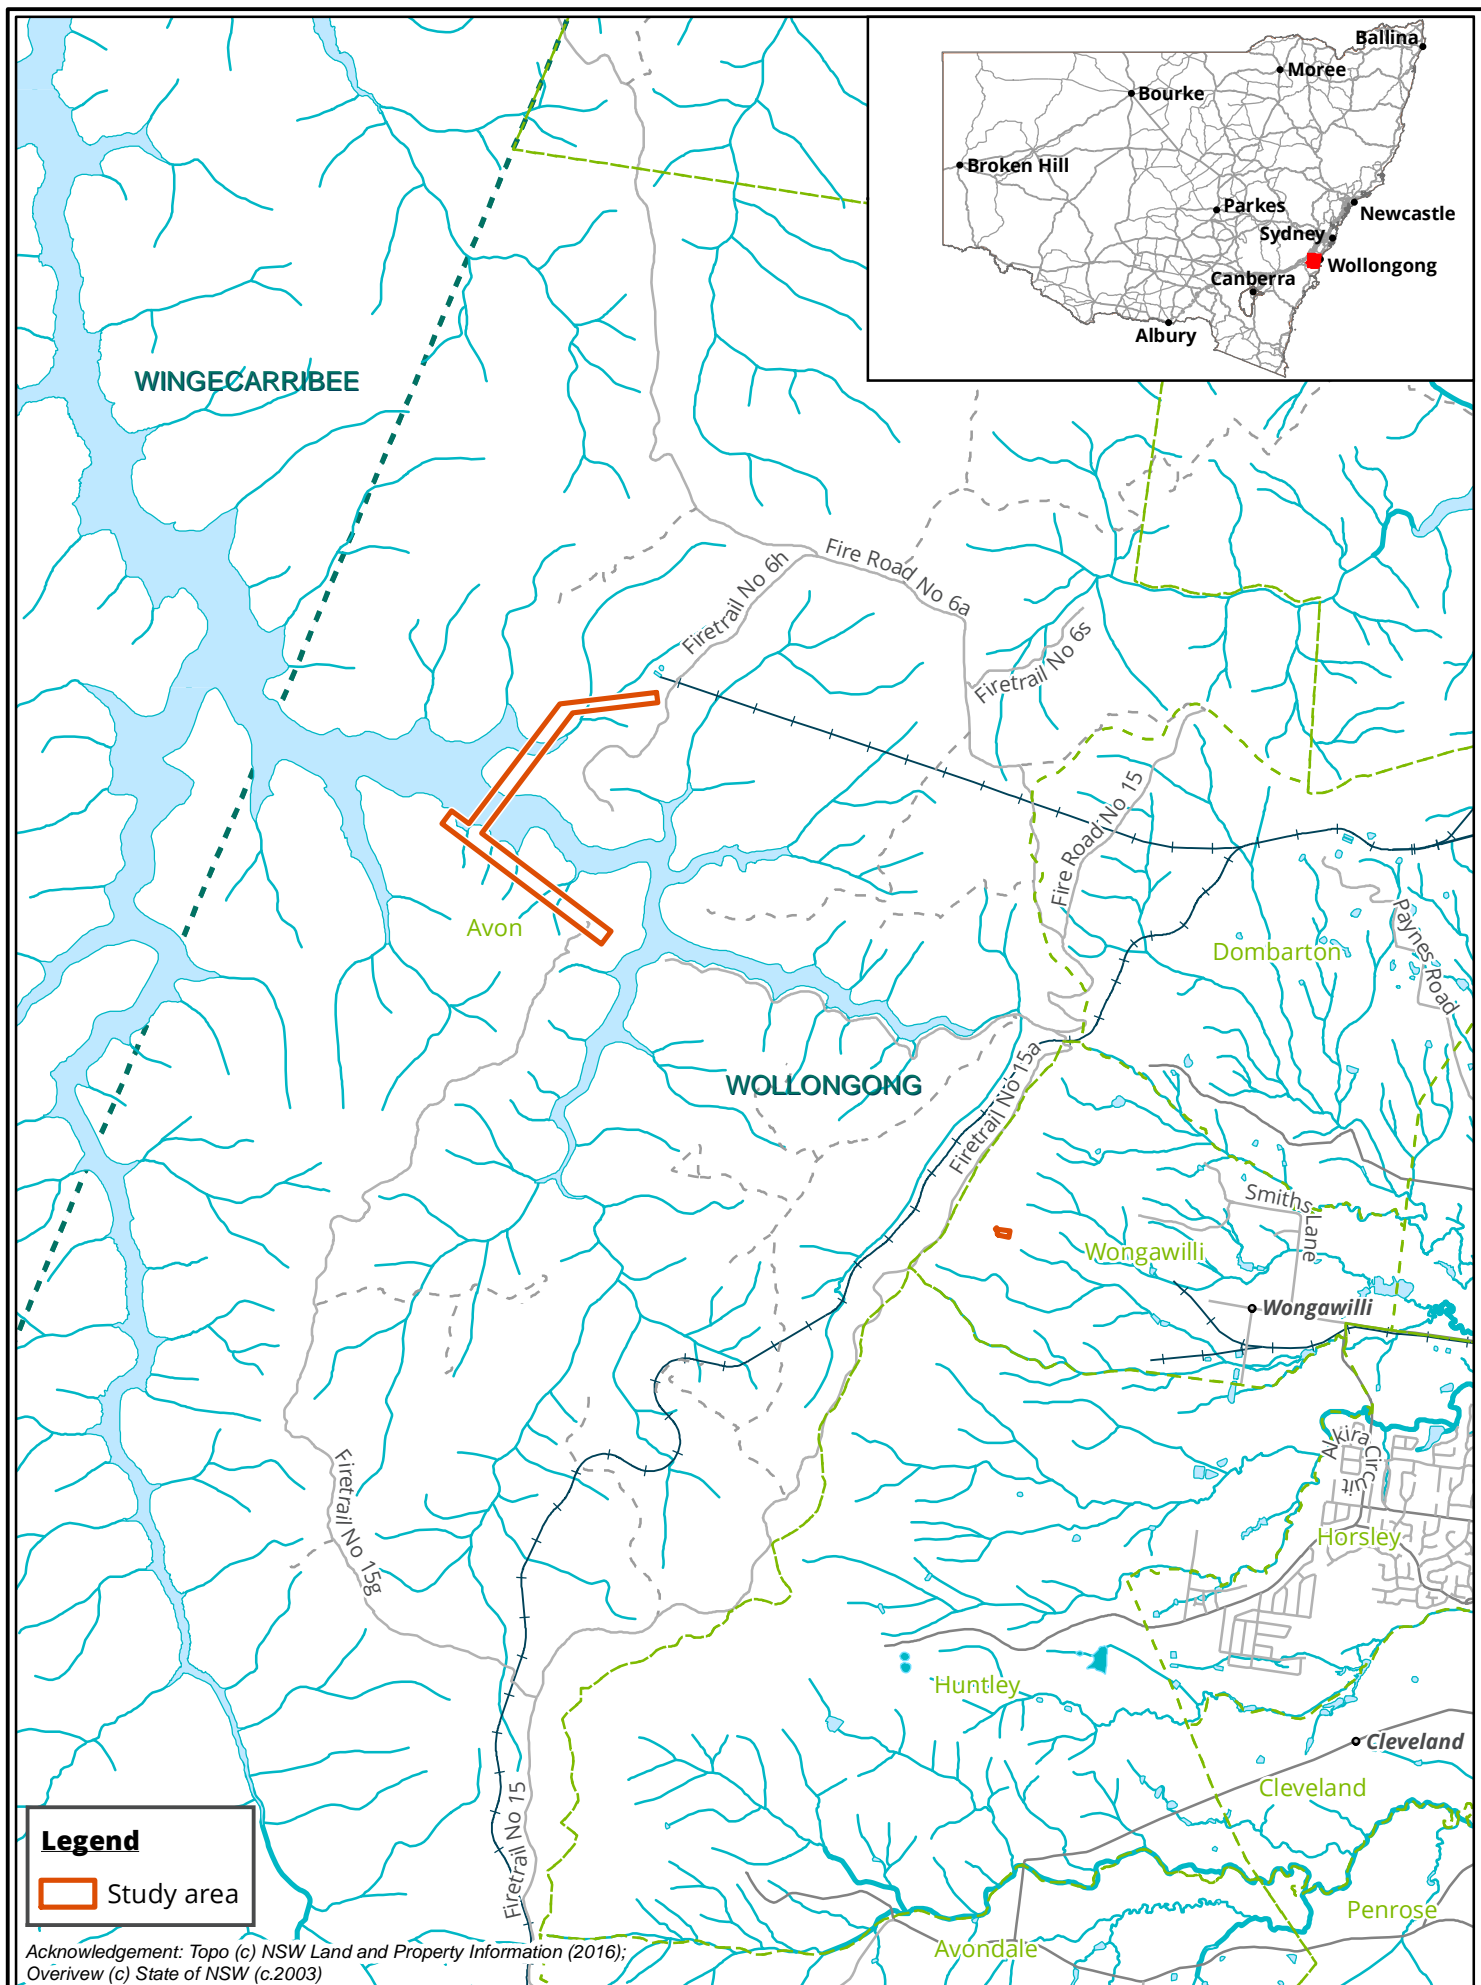 Ballina
Moree
Bourke
Broken Hill
Parkes
Newcastle
Sydney
Wollongong
Canberra
Albury
WINGECARRIBEE
Fire Road No 6a
Firetrail No 6h
Firetrail No 6s
Fire Road No 15
Paynes Road
Avon
Dombarton
WOLLONGONG
Firetrail No 15a
Smiths Lane
Wongawilli
Wongawilli
Akira Circuit
Firetrail No 15g
Horsley
Huntley
Cleveland
Cleveland
Firetrail No 15
Legend
Study area
Penrose
Avondale
Acknowledgement: Topo (c) NSW Land and Property Information (2016);
Overivew (c) State of NSW (c.2003)